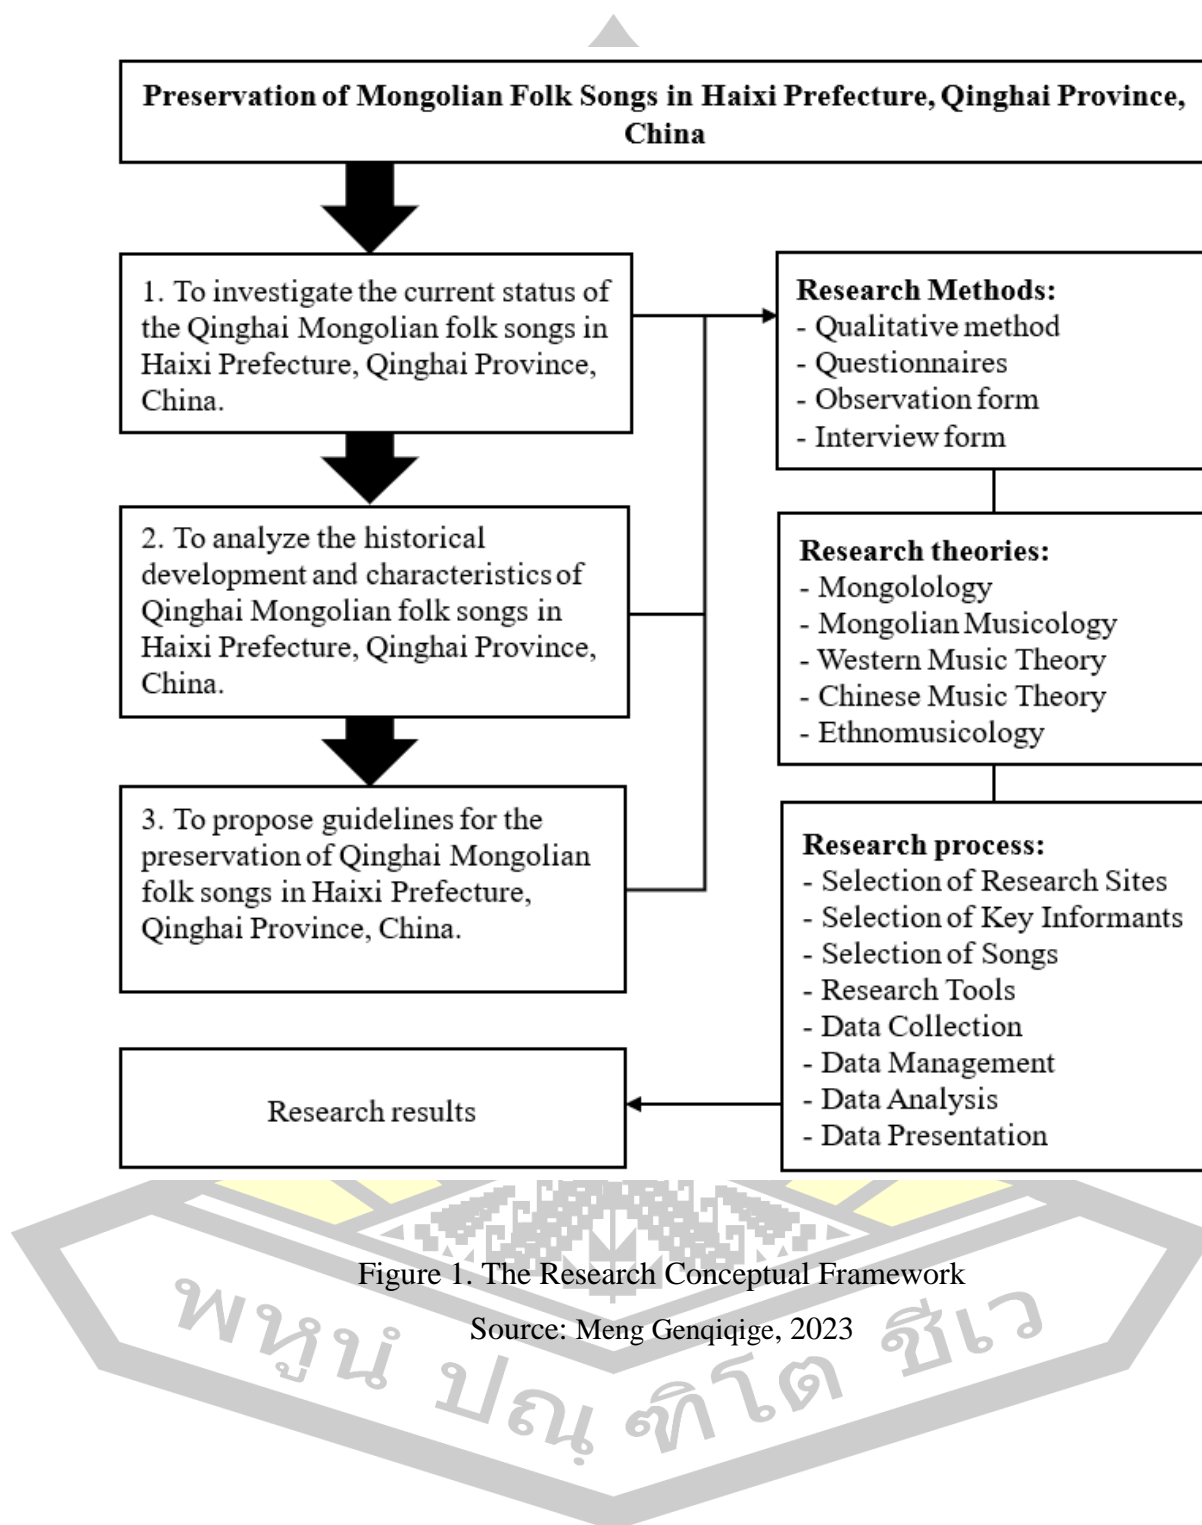 Preservation of Mongolian Folk Songs in Haixi Prefecture, Qinghai Province,
China
1. To investigate the current status of
the Qinghai Mongolian folk songs in
Haixi Prefecture, Qinghai Province,
China.
2. To analyze the historical
development and characteristics of
Qinghai Mongolian folk songs in
Haixi Prefecture, Qinghai Province,
China.
3. To propose guidelines for the
preservation of Qinghai Mongolian
folk songs in Haixi Prefecture,
Qinghai Province, China.
Research results
Research Methods:
- Qualitative method
- Questionnaires
- Observation form
- Interview form
Research theories:
- Mongolology
- Mongolian Musicology
- Western Music Theory
- Chinese Music Theory
- Ethnomusicology
Research process:
- Selection of Research Sites
- Selection of Key Informants
- Selection of Songs
- Research Tools
- Data Collection
- Data Management
- Data Analysis
- Data Presentation
Figure 1. The Research Conceptual Framework
Source: Meng Genqiqige, 2023
พหูนํ ปณฺฑิโต ชีเว